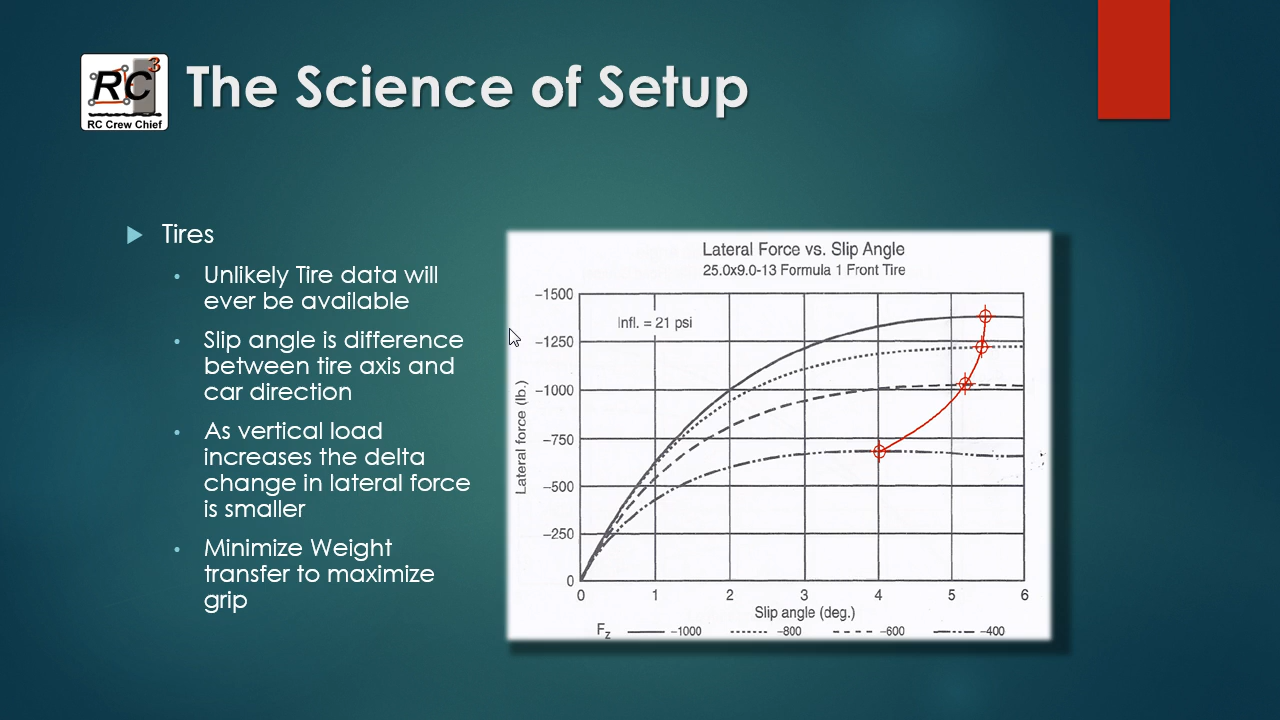 RC3
RC Crew Chief
The Science of Setup
Tires
Unlikely Tire data will
ever be available
Slip angle is difference
between tire axis and
car direction
As vertical load
increases the delta
change in lateral force
is smaller
Minimize Weight
transfer to maximize
grip
Lateral Force vs. Slip Angle
25.0x9.0-13 Formula 1 Front Tire
Infl. = 21 psi
Lateral force (lb.)
–1500
–1250
–1000
–750
–500
–250
0
0 1 2 3 4 5 6
Slip angle (deg.)
Fz –1000 –800 –600 –400